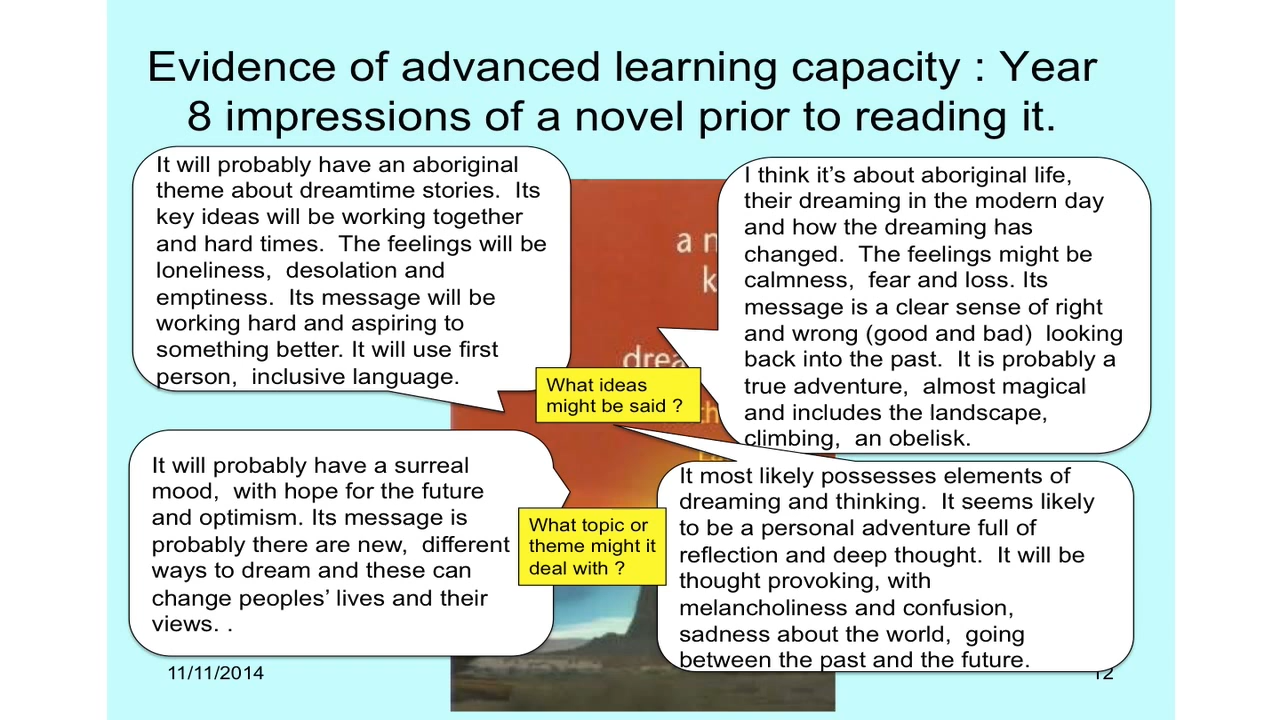 Evidence of advanced learning capacity : Year
8 impressions of a novel prior to reading it.
It will probably have an aboriginal
theme about dreamtime stories.  Its
key ideas will be working together
and hard times.  The feelings will be
loneliness,  desolation and
emptiness.  Its message will be
working hard and aspiring to
something better. It will use first
person,  inclusive language.
I think it’s about aboriginal life,
their dreaming in the modern day
and how the dreaming has
changed.  The feelings might be
calmness,  fear and loss. Its
message is a clear sense of right
and wrong (good and bad)  looking
back into the past.  It is probably a
true adventure,  almost magical
and includes the landscape,
climbing,  an obelisk.
a n
k
drea
What ideas
might be said ?
th
It will probably have a surreal
mood,  with hope for the future
and optimism. Its message is
probably there are new,  different
ways to dream and these can
change peoples’ lives and their
views. .
What topic or
theme might it
deal with ?
It most likely possesses elements of
dreaming and thinking.  It seems likely
to be a personal adventure full of
reflection and deep thought.  It will be
thought provoking, with
melancholiness and confusion,
sadness about the world,  going
between the past and the future.
11/11/2014
12